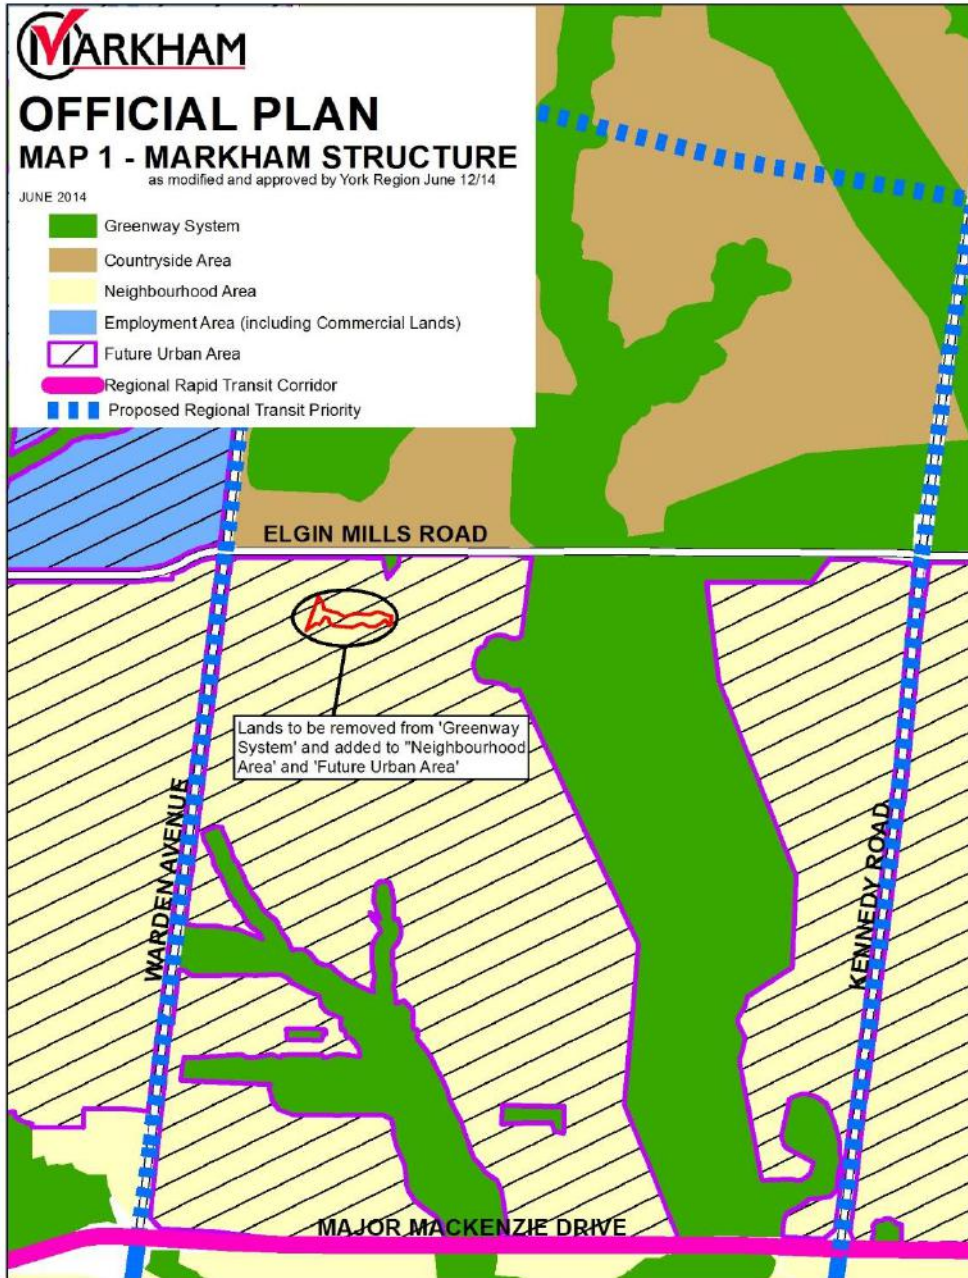 MARKHAM
OFFICIAL PLAN
MAP 1 - MARKHAM STRUCTURE
as modified and approved by York Region June 12/14
JUNE 2014
Greenway System
Countryside Area
Neighbourhood Area
Employment Area (including Commercial Lands)
Future Urban Area
Regional Rapid Transit Corridor
Proposed Regional Transit Priority
ELGIN MILLS ROAD
Lands to be removed from 'Greenway
System' and added to "Neighbourhood
Area' and 'Future Urban Area'
WARDEN AVENUE
KENNEDY ROAD
MAJOR MACKENZIE DRIVE